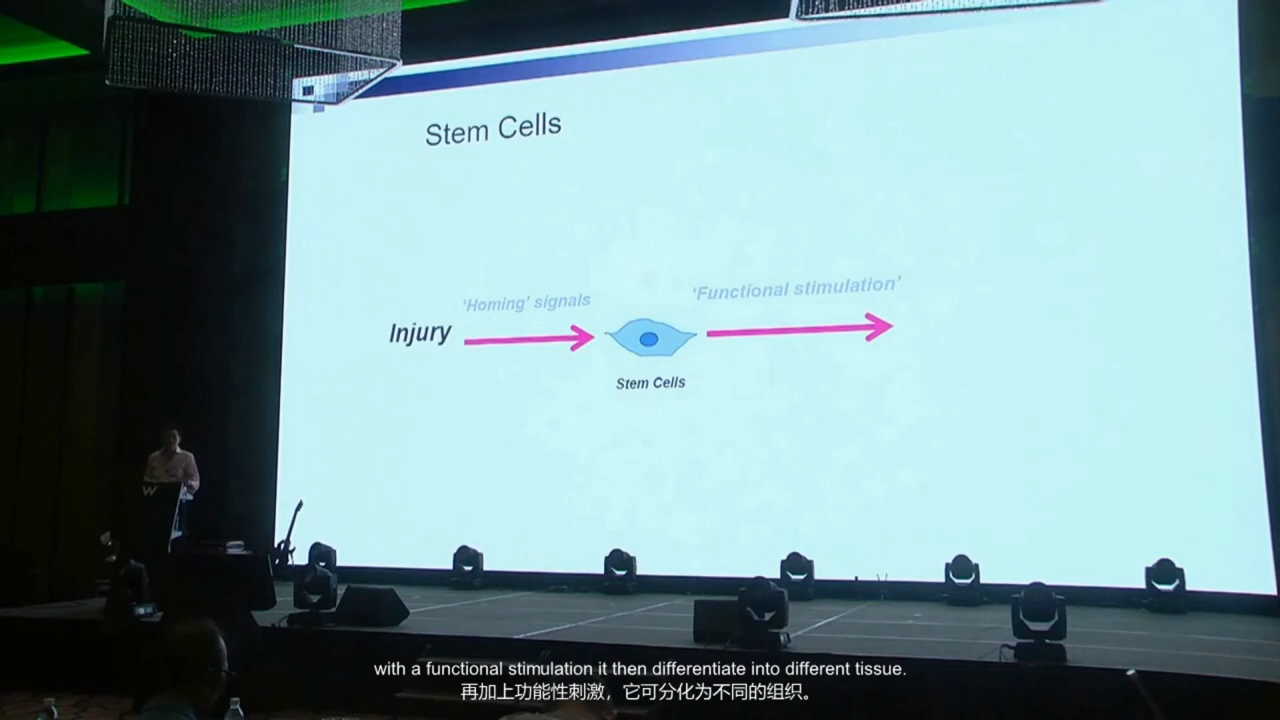 Stem Cells
'Homing' signals
'Functional stimulation'
Injury
Stem Cells
W
with a functional stimulation it then differentiate into different tissue.
再加上功能性刺激，它可分化为不同的组织。